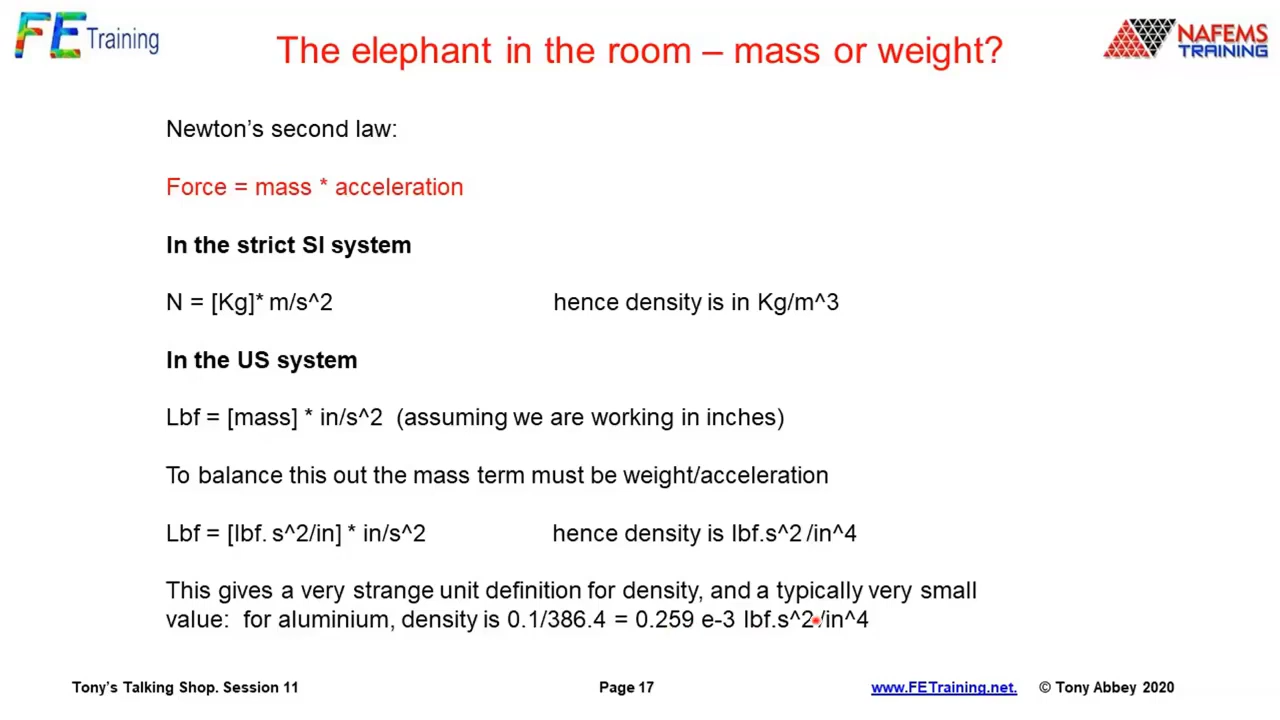 FE Training
The elephant in the room – mass or weight?
NAFEMS
TRAINING
Newton's second law:
Force = mass * acceleration
In the strict SI system
N = [Kg]* m/s^2 hence density is in Kg/m^3
In the US system
Lbf = [mass] * in/s^2 (assuming we are working in inches)
To balance this out the mass term must be weight/acceleration
Lbf = [lbf. s^2/in] * in/s^2 hence density is lbf.s^2 /in^4
This gives a very strange unit definition for density, and a typically very small
value: for aluminium, density is 0.1/386.4 = 0.259 e-3 lbf.s^2 /in^4
Tony's Talking Shop. Session 11 Page 17 www.FETraining.net. © Tony Abbey 2020